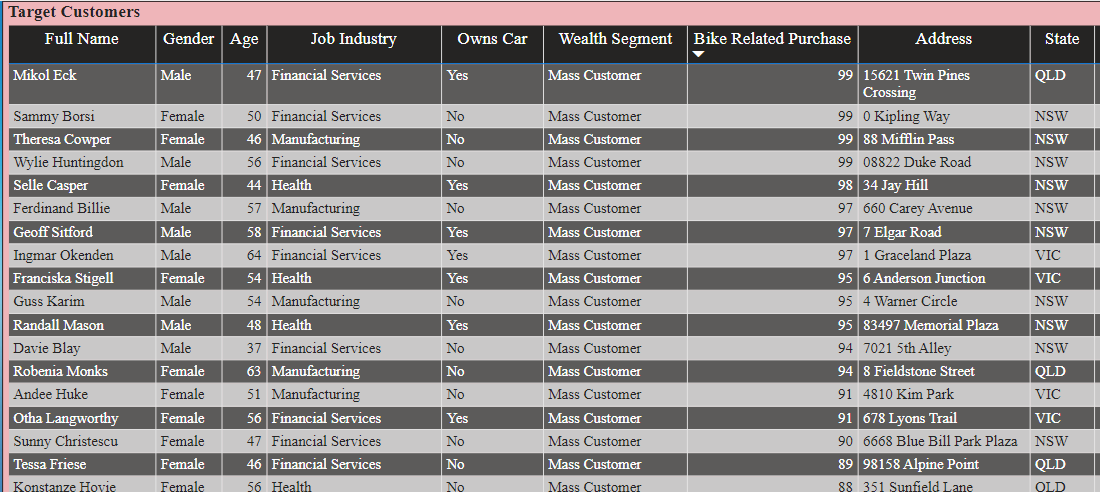 Target Customers
Full Name Gender Age Job Industry Owns Car Wealth Segment Bike Related Purchase Address State
Mikol Eck Male 47 Financial Services Yes Mass Customer 99 15621 Twin Pines QLD
Crossing
Sammy Borsi Female 50 Financial Services No Mass Customer 99 0 Kipling Way NSW
Theresa Cowper Female 46 Manufacturing No Mass Customer 99 88 Mifflin Pass NSW
Wylie Huntingdon Male 56 Financial Services No Mass Customer 99 08822 Duke Road NSW
Selle Casper Female 44 Health Yes Mass Customer 98 34 Jay Hill NSW
Ferdinand Billie Male 57 Manufacturing No Mass Customer 97 660 Carey Avenue NSW
Geoff Sitford Male 58 Financial Services Yes Mass Customer 97 7 Elgar Road NSW
Ingmar Okenden Male 64 Financial Services Yes Mass Customer 97 1 Graceland Plaza VIC
Franciska Stigell Female 54 Health Yes Mass Customer 95 6 Anderson Junction VIC
Guss Karim Male 54 Manufacturing No Mass Customer 95 4 Warner Circle NSW
Randall Mason Male 48 Health Yes Mass Customer 95 83497 Memorial Plaza NSW
Davie Blay Male 37 Financial Services No Mass Customer 94 7021 5th Alley NSW
Robenia Monks Female 63 Manufacturing No Mass Customer 94 8 Fieldstone Street QLD
Andee Huke Female 51 Manufacturing No Mass Customer 91 4810 Kim Park VIC
Otha Langworthy Female 56 Financial Services Yes Mass Customer 91 678 Lyons Trail VIC
Sunny Christescu Female 47 Financial Services No Mass Customer 90 6668 Blue Bill Park Plaza NSW
Tessa Friese Female 46 Financial Services No Mass Customer 89 98158 Alpine Point QLD
Konstanze Hovie Female 56 Health No Mass Customer 88 351 Sunfield Lane QLD